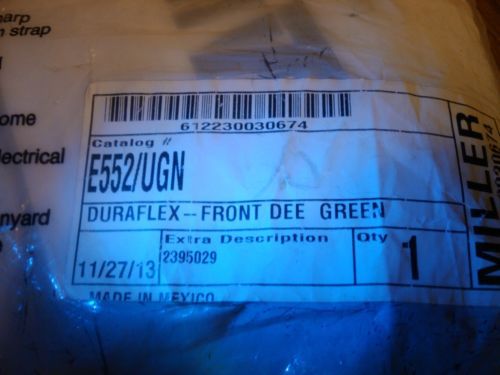 arp
strap
ome
lectrical
nyard
612230030674
Catalog #
E552/UGN
DURAFLEX--FRONT DEE GREEN
Extra Description
2395029
Qty
1
11/27/13
MADE IN MEXICO
MILLER